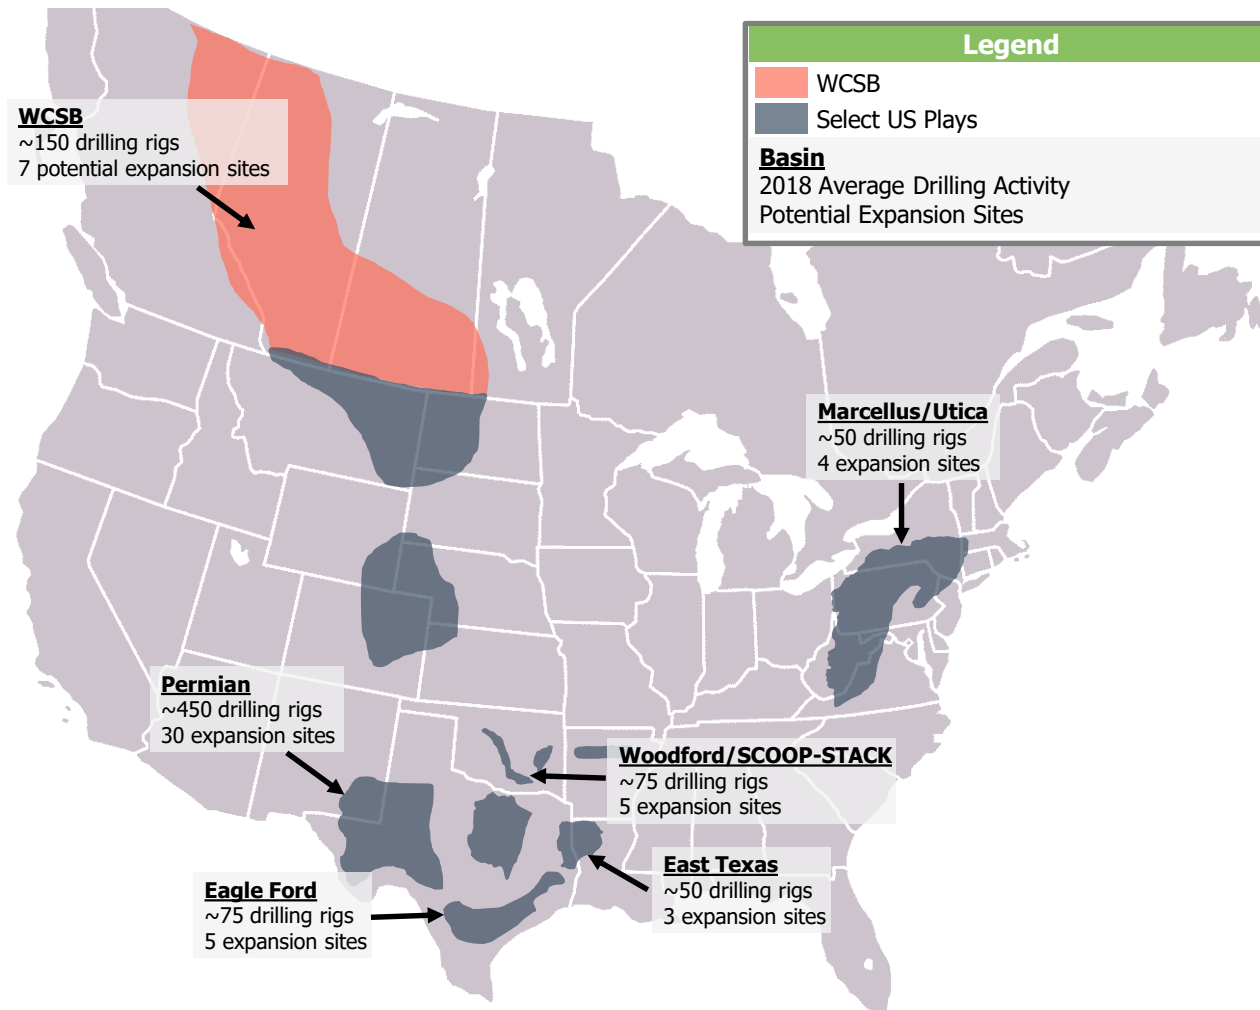 Legend
WCSB
Select US Plays
Basin
2018 Average Drilling Activity
Potential Expansion Sites
WCSB
~150 drilling rigs
7 potential expansion sites
Marcellus/Utica
~50 drilling rigs
4 expansion sites
Permian
~450 drilling rigs
30 expansion sites
Woodford/SCOOP-STACK
~75 drilling rigs
5 expansion sites
East Texas
~50 drilling rigs
3 expansion sites
Eagle Ford
~75 drilling rigs
5 expansion sites